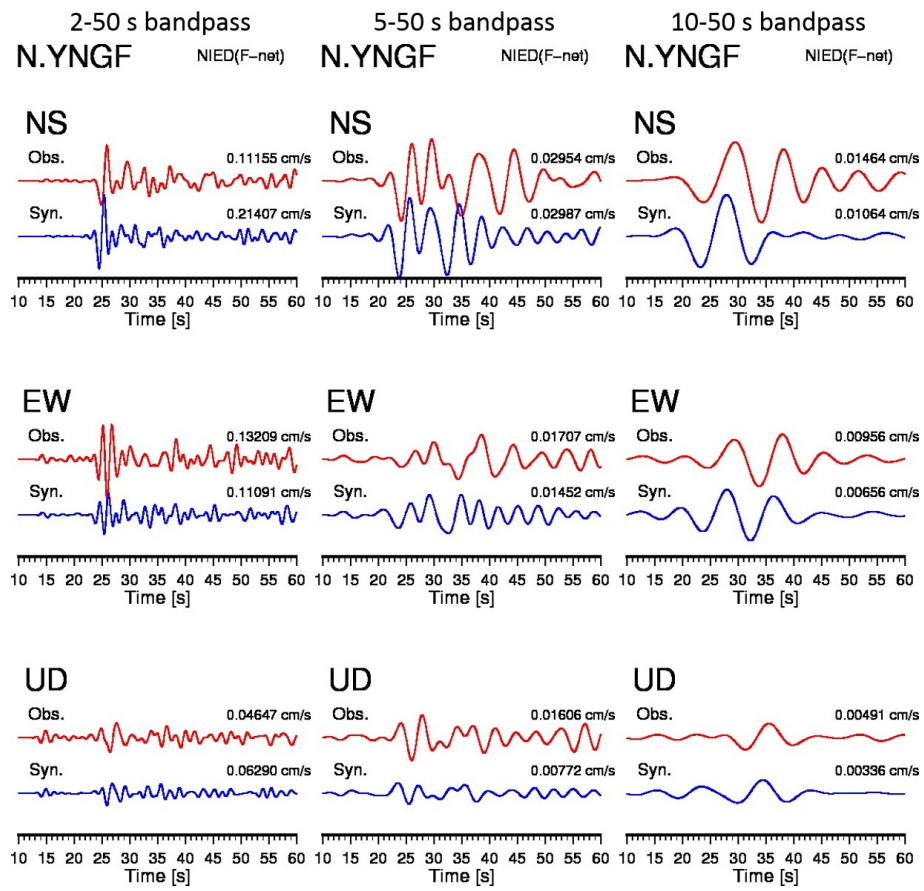 2-50 s bandpass 5-50 s bandpass 10-50 s bandpass
N.YNGF NIED(F-net) N.YNGF NIED(F-net) N.YNGF NIED(F-net)
NS NS NS
Obs. 0.11155 cm/s Obs. 0.02954 cm/s Obs. 0.01464 cm/s
Syn. 0.21407 cm/s Syn. 0.02987 cm/s Syn. 0.01064 cm/s
10 15 20 25 30 35 40 45 50 55 60 10 15 20 25 30 35 40 45 50 55 60 10 15 20 25 30 35 40 45 50 55 60
Time [s] Time [s] Time [s]
EW EW EW
Obs. 0.13209 cm/s Obs. 0.01707 cm/s Obs. 0.00956 cm/s
Syn. 0.11091 cm/s Syn. 0.01452 cm/s Syn. 0.00656 cm/s
10 15 20 25 30 35 40 45 50 55 60 10 15 20 25 30 35 40 45 50 55 60 10 15 20 25 30 35 40 45 50 55 60
Time [s] Time [s] Time [s]
UD UD UD
Obs. 0.04647 cm/s Obs. 0.01606 cm/s Obs. 0.00491 cm/s
Syn. 0.06290 cm/s Syn. 0.00772 cm/s Syn. 0.00336 cm/s
10 15 20 25 30 35 40 45 50 55 60 10 15 20 25 30 35 40 45 50 55 60 10 15 20 25 30 35 40 45 50 55 60
Time [s] Time [s] Time [s]